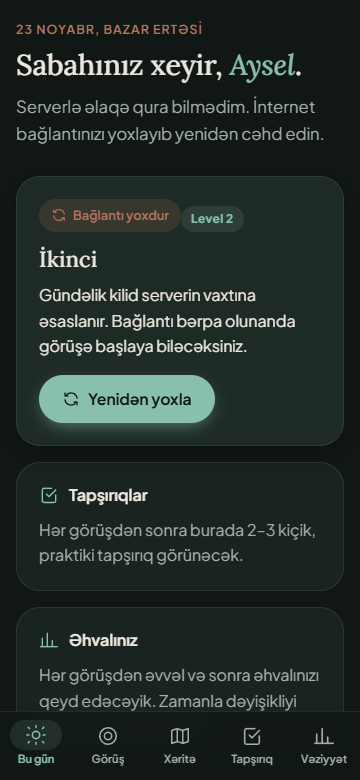 23 NOYABR, BAZAR ERTƏSİ
Sabahınız xeyir, Aysel.
Serverlə əlaqə qura bilmədim. İnternet
bağlantınızı yoxlayıb yenidən cəhd edin.
Bağlantı yoxdur
Level 2
İkinci
Gündəlik kilid serverin vaxtına
əsaslanır. Bağlantı bərpa olunanda
görüşə başlaya biləcəksiniz.
Yenidən yoxla
Tapşırıqlar
Hər görüşdən sonra burada 2–3 kiçik,
praktiki tapşırıq görünəcək.
Əhvalınız
Hər görüşdən əvvəl və sonra əhvalınızı
qeyd edəcəyik. Zamanla dəyişikliyi
Bu gün
Görüş
Xəritə
Tapşırıq
Vəziyyət